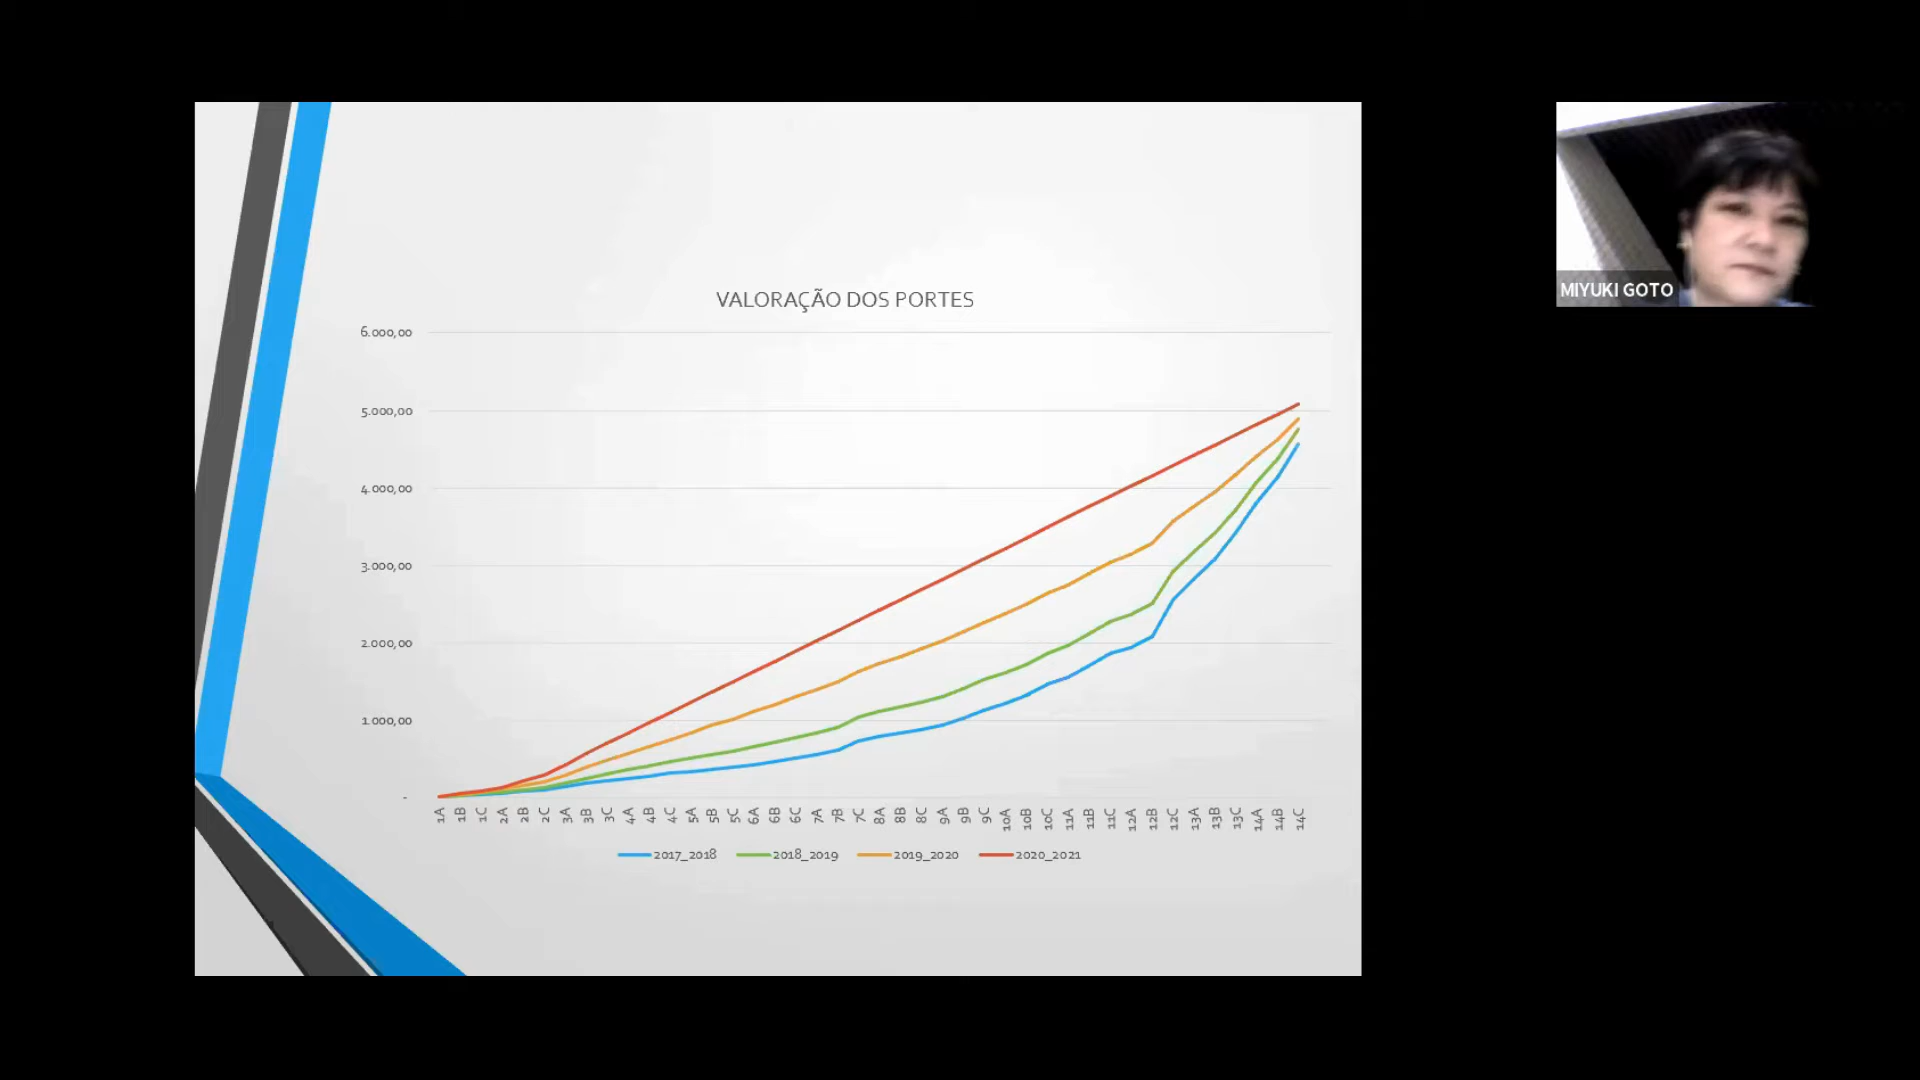 MIYUKI GOTO
VALORAÇÃO DOS PORTES
6.000,00
5.000,00
4.000,00
3.000,00
2.000,00
1.000,00
-
1A 1B 1C 2A 2B 2C 3A 3B 3C 4A 4B 4C 5A 5B 5C 6A 6B 6C 7A 7B 7C 8A 8B 8C 9A 9B 9C 10A 10B 10C 11A 11B 11C 12A 12B 12C 13A 13B 13C 14A 14B 14C
2017_2018 2018_2019 2019_2020 2020_2021